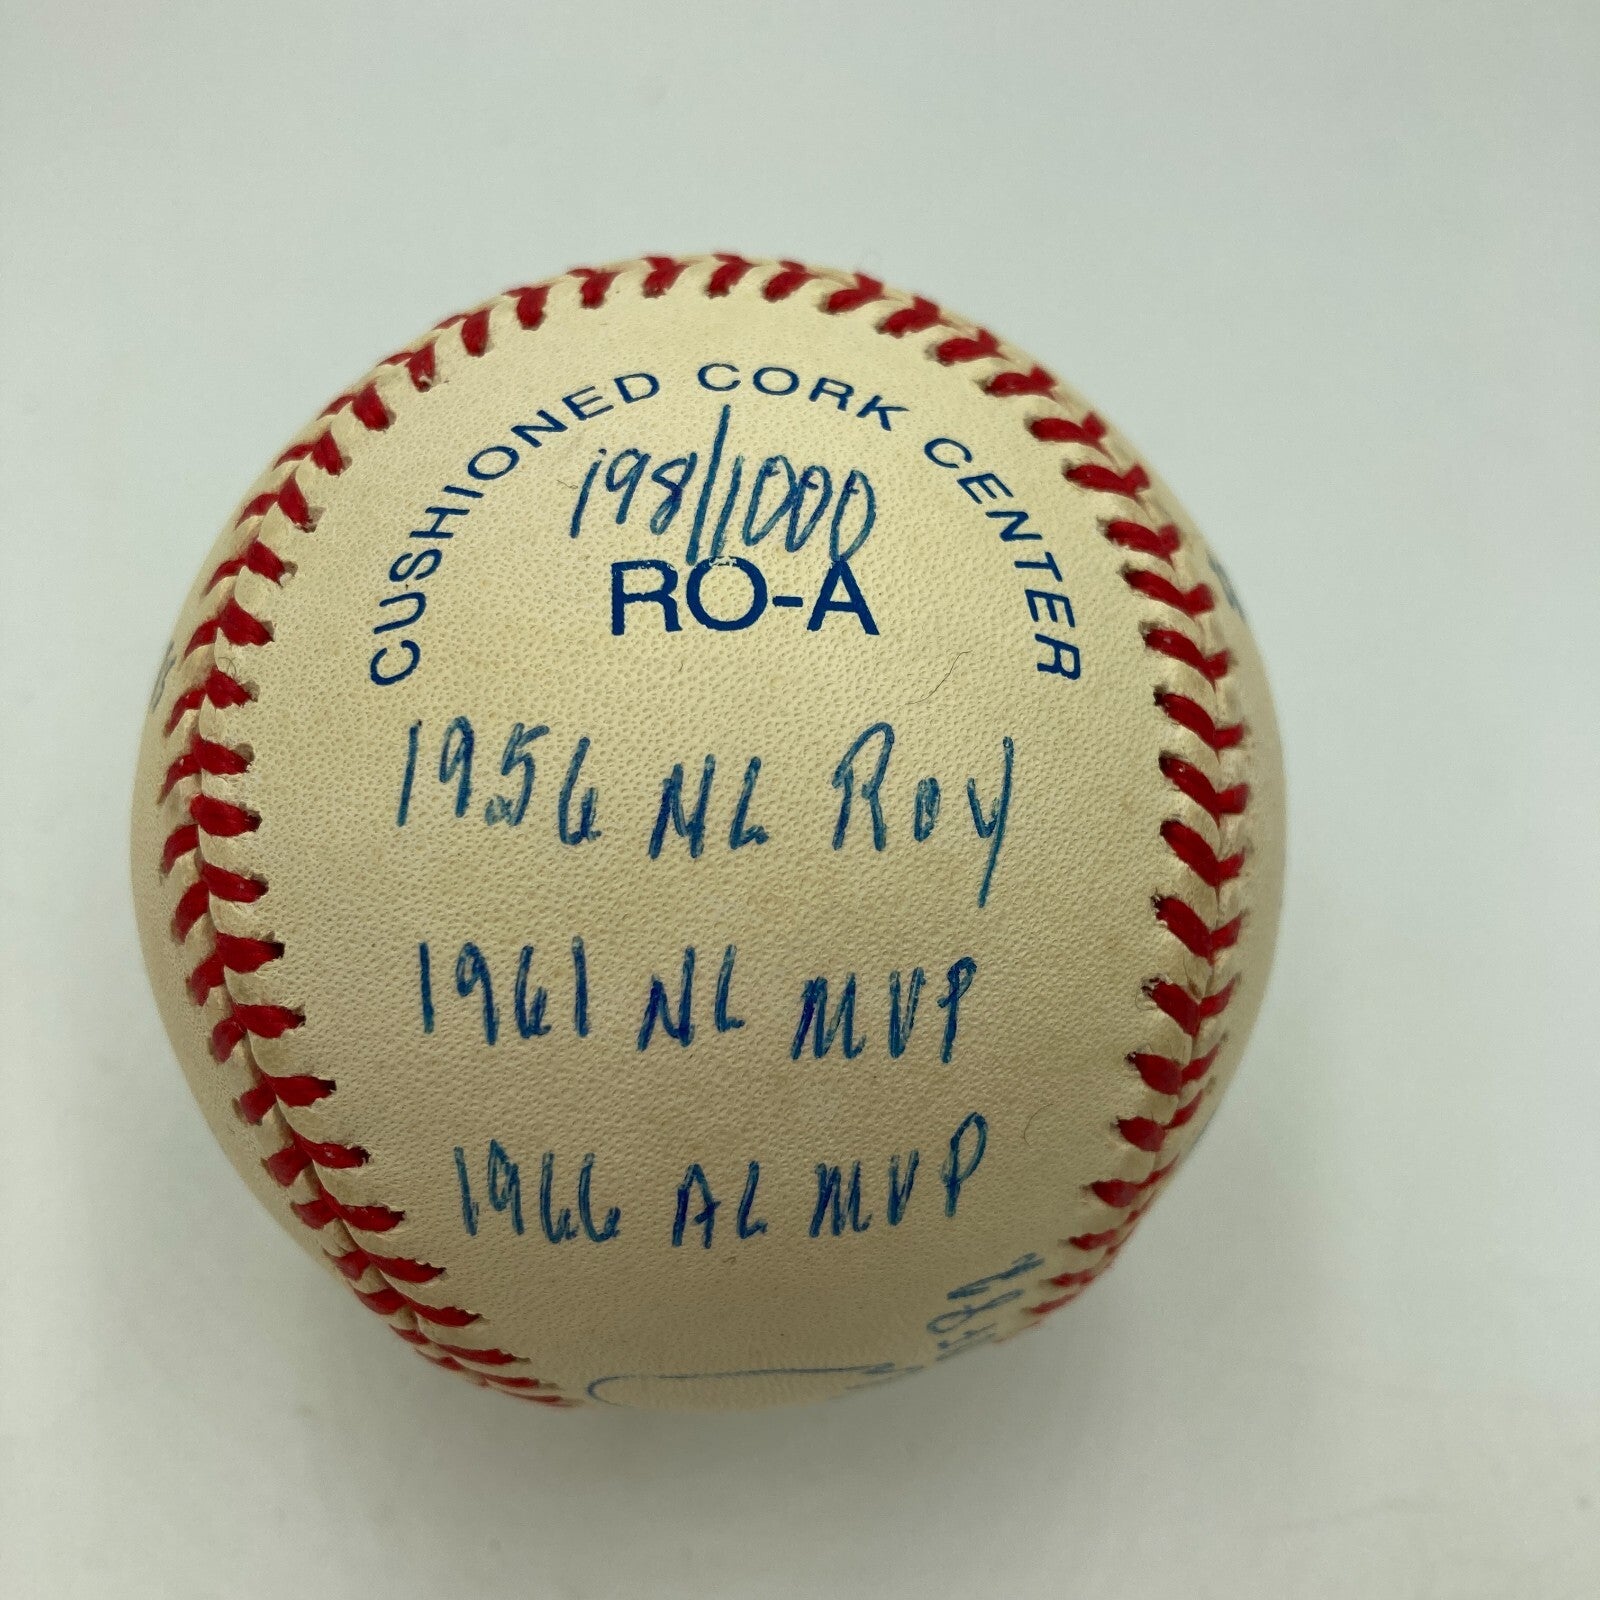 CUSHIONED CORK CENTER
198/1000
RO-A
1956 NL Roy
1961 NL MVP
1966 AL MVP